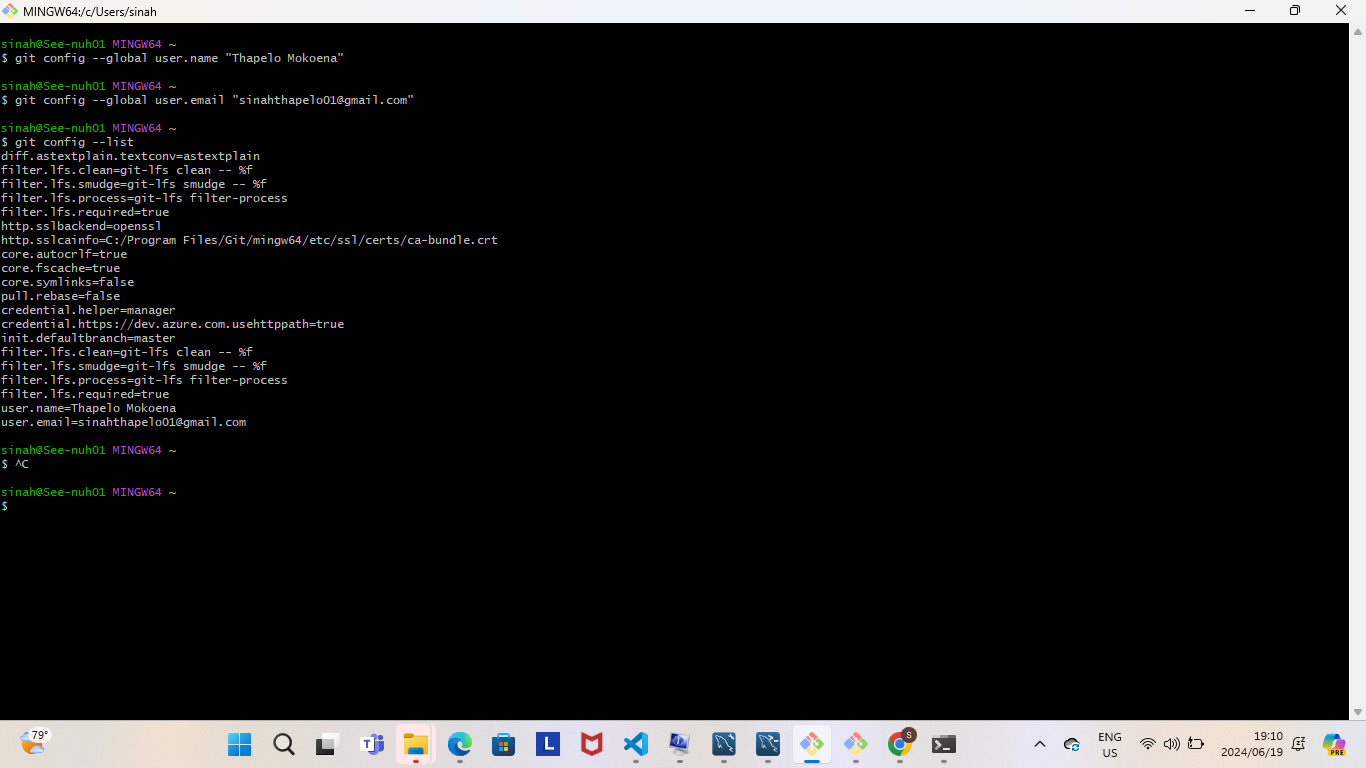 MINGW64:/c/Users/sinah
sinah@See-nuh01 MINGW64 ~
$ git config --global user.name "Thapelo Mokoena"
sinah@See-nuh01 MINGW64 ~
$ git config --global user.email "sinahthapelo01@gmail.com"
sinah@See-nuh01 MINGW64 ~
$ git config --list
diff.astextplain.textconv=astextplain
filter.lfs.clean=git-lfs clean -- %f
filter.lfs.smudge=git-lfs smudge -- %f
filter.lfs.process=git-lfs filter-process
filter.lfs.required=true
http.sslbackend=openssl
http.sslcainfo=C:/Program Files/Git/mingw64/etc/ssl/certs/ca-bundle.crt
core.autocrlf=true
core.fscache=true
core.symlinks=false
pull.rebase=false
credential.helper=manager
credential.https://dev.azure.com.usehttppath=true
init.defaultbranch=master
filter.lfs.clean=git-lfs clean -- %f
filter.lfs.smudge=git-lfs smudge -- %f
filter.lfs.process=git-lfs filter-process
filter.lfs.required=true
user.name=Thapelo Mokoena
user.email=sinahthapelo01@gmail.com
sinah@See-nuh01 MINGW64 ~
$ ^C
sinah@See-nuh01 MINGW64 ~
$
79°
L
S
ENG
US
19:10
2024/06/19
PRE